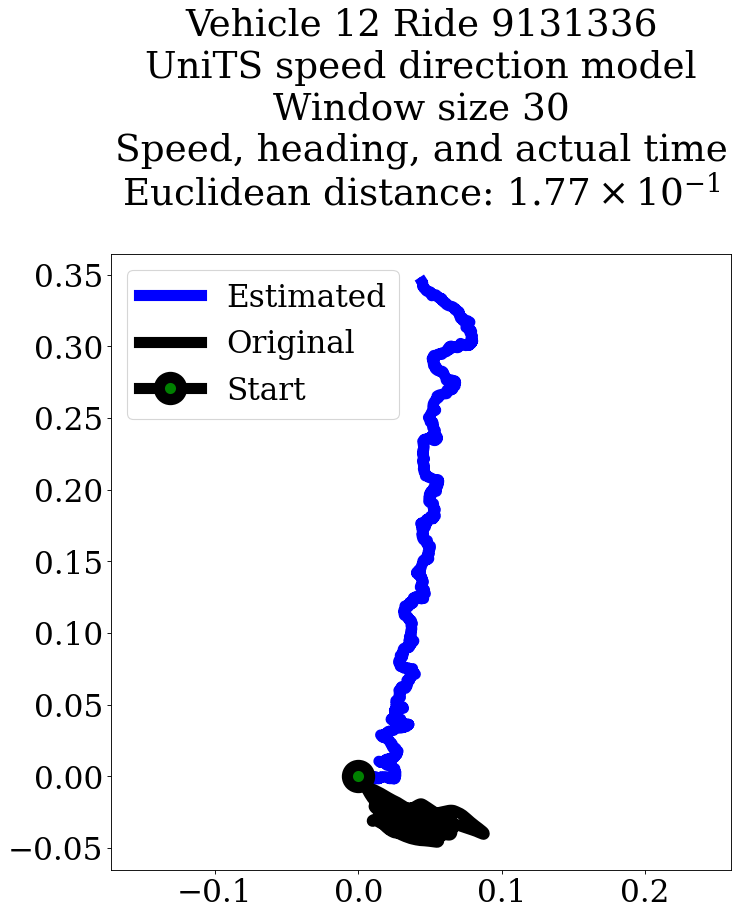 Vehicle 12 Ride 9131336
UniTS speed direction model
Window size 30
Speed, heading, and actual time
Euclidean distance: 1.77 × 10⁻¹
Estimated
Original
Start
0.35
0.30
0.25
0.20
0.15
0.10
0.05
0.00
−0.05
−0.1 0.0 0.1 0.2